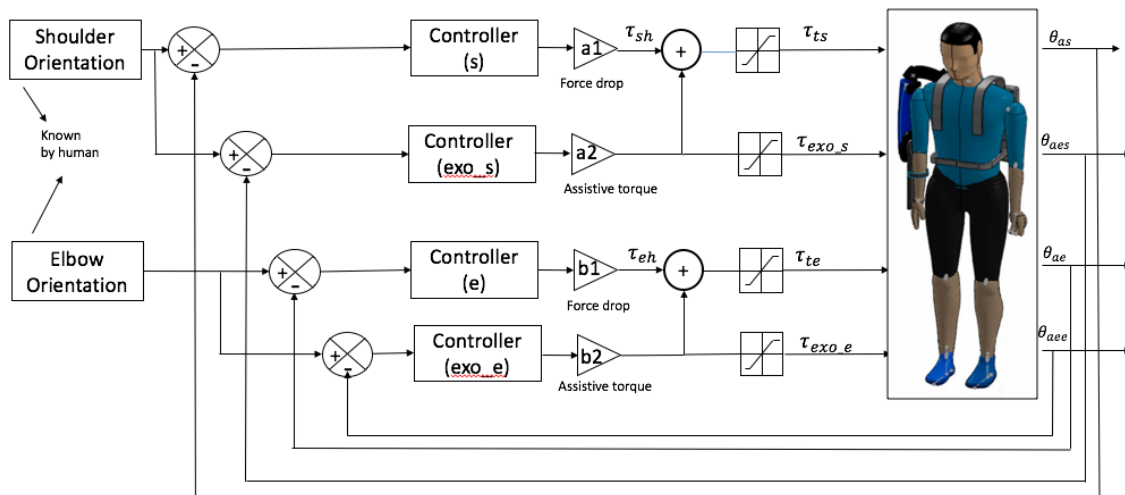 Shoulder
Orientation
+
-
Controller
(s)
a1
τsh
Force drop
+
τts
θas
Known
by human
+
-
Controller
(exo_s)
a2
Assistive torque
τexo_s
θaes
Elbow
Orientation
+
-
Controller
(e)
b1
τeh
Force drop
+
τte
θae
+
-
Controller
(exo_e)
b2
Assistive torque
τexo_e
θaee